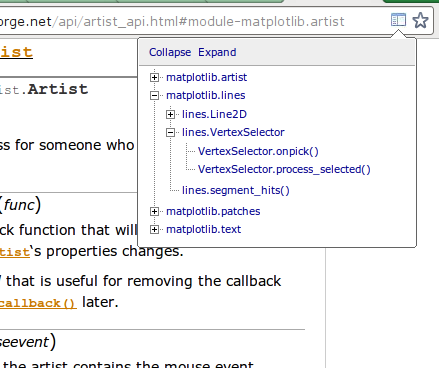 orge.net/api/artist_api.html#module-matplotlib.artist
ist
Collapse Expand
st.Artist
matplotlib.artist
matplotlib.lines
lines.Line2D
lines.VertexSelector
ss for someone who
VertexSelector.onpick()
VertexSelector.process_selected()
lines.segment_hits()
(func)
matplotlib.patches
ck function that will
matplotlib.text
tist's properties changes.
d that is useful for removing the callback
callback() later.
seevent)
the artist contains the mouse event